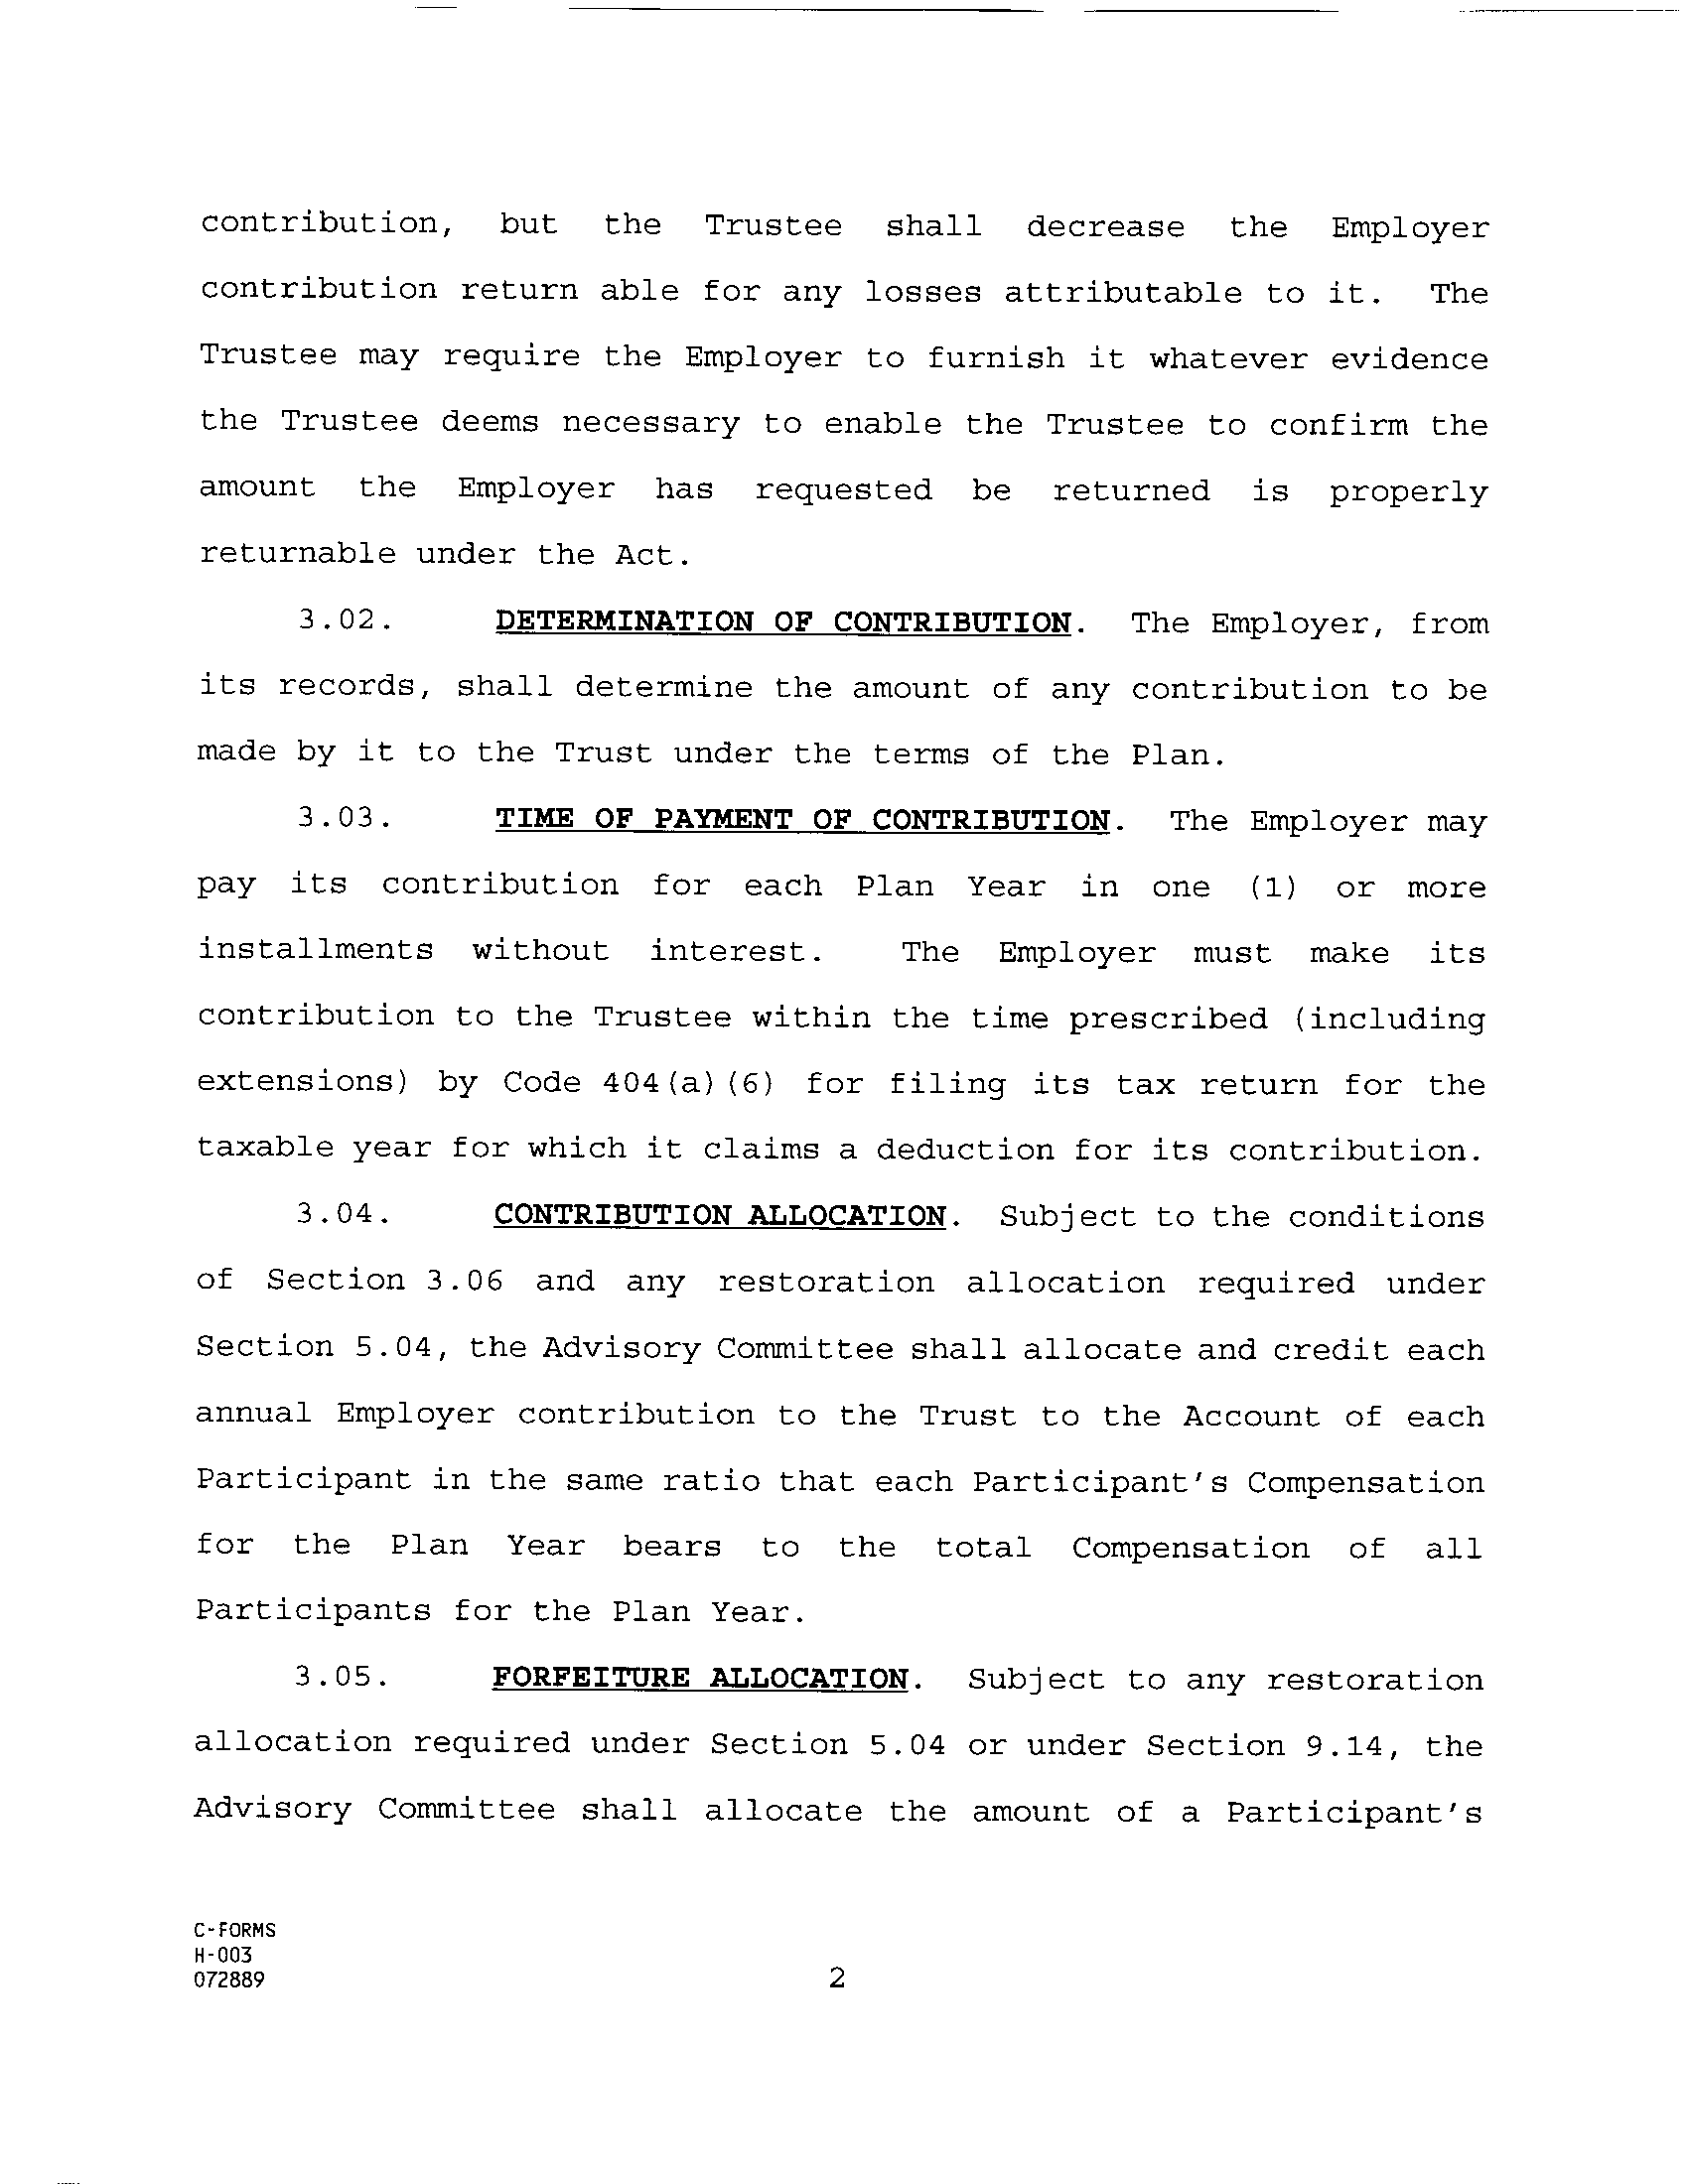 contribution, but the Trustee shall decrease the Employer
contribution return able for any losses attributable to it. The
Trustee may require the Employer to furnish it whatever evidence
the Trustee deems necessary to enable the Trustee to confirm the
amount the Employer has requested be returned is properly
returnable under the Act.
3.02. DETERMINATION OF CONTRIBUTION. The Employer, from
its records, shall determine the amount of any contribution to be
made by it to the Trust under the terms of the Plan.
3.03. TIME OF PAYMENT OF CONTRIBUTION. The Employer may
pay its contribution for each Plan Year in one (1) or more
installments without interest. The Employer must make its
contribution to the Trustee within the time prescribed (including
extensions) by Code 404(a)(6) for filing its tax return for the
taxable year for which it claims a deduction for its contribution.
3.04. CONTRIBUTION ALLOCATION. Subject to the conditions
of Section 3.06 and any restoration allocation required under
Section 5.04, the Advisory Committee shall allocate and credit each
annual Employer contribution to the Trust to the Account of each
Participant in the same ratio that each Participant's Compensation
for the Plan Year bears to the total Compensation of all
Participants for the Plan Year.
3.05. FORFEITURE ALLOCATION. Subject to any restoration
allocation required under Section 5.04 or under Section 9.14, the
Advisory Committee shall allocate the amount of a Participant's
C-FORMS
H-003
072889
2